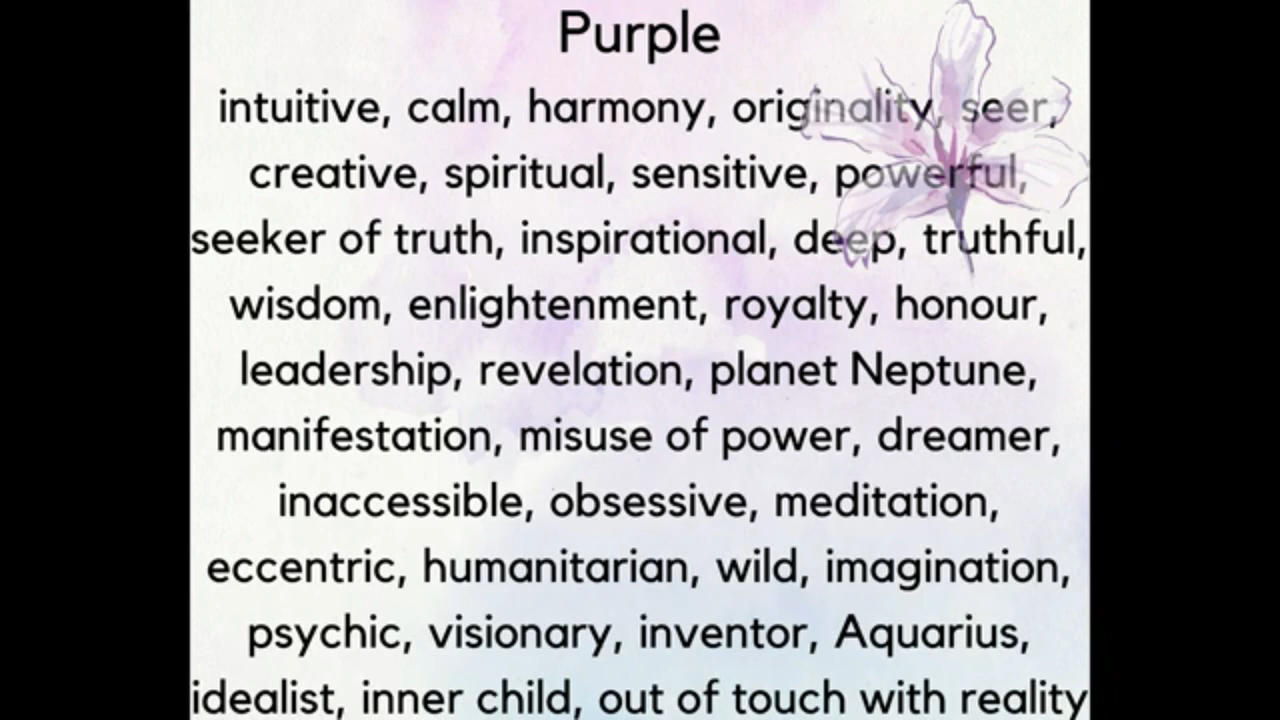 Purple
intuitive, calm, harmony, originality, seer,
creative, spiritual, sensitive, powerful,
seeker of truth, inspirational, deep, truthful,
wisdom, enlightenment, royalty, honour,
leadership, revelation, planet Neptune,
manifestation, misuse of power, dreamer,
inaccessible, obsessive, meditation,
eccentric, humanitarian, wild, imagination,
psychic, visionary, inventor, Aquarius,
idealist, inner child, out of touch with reality